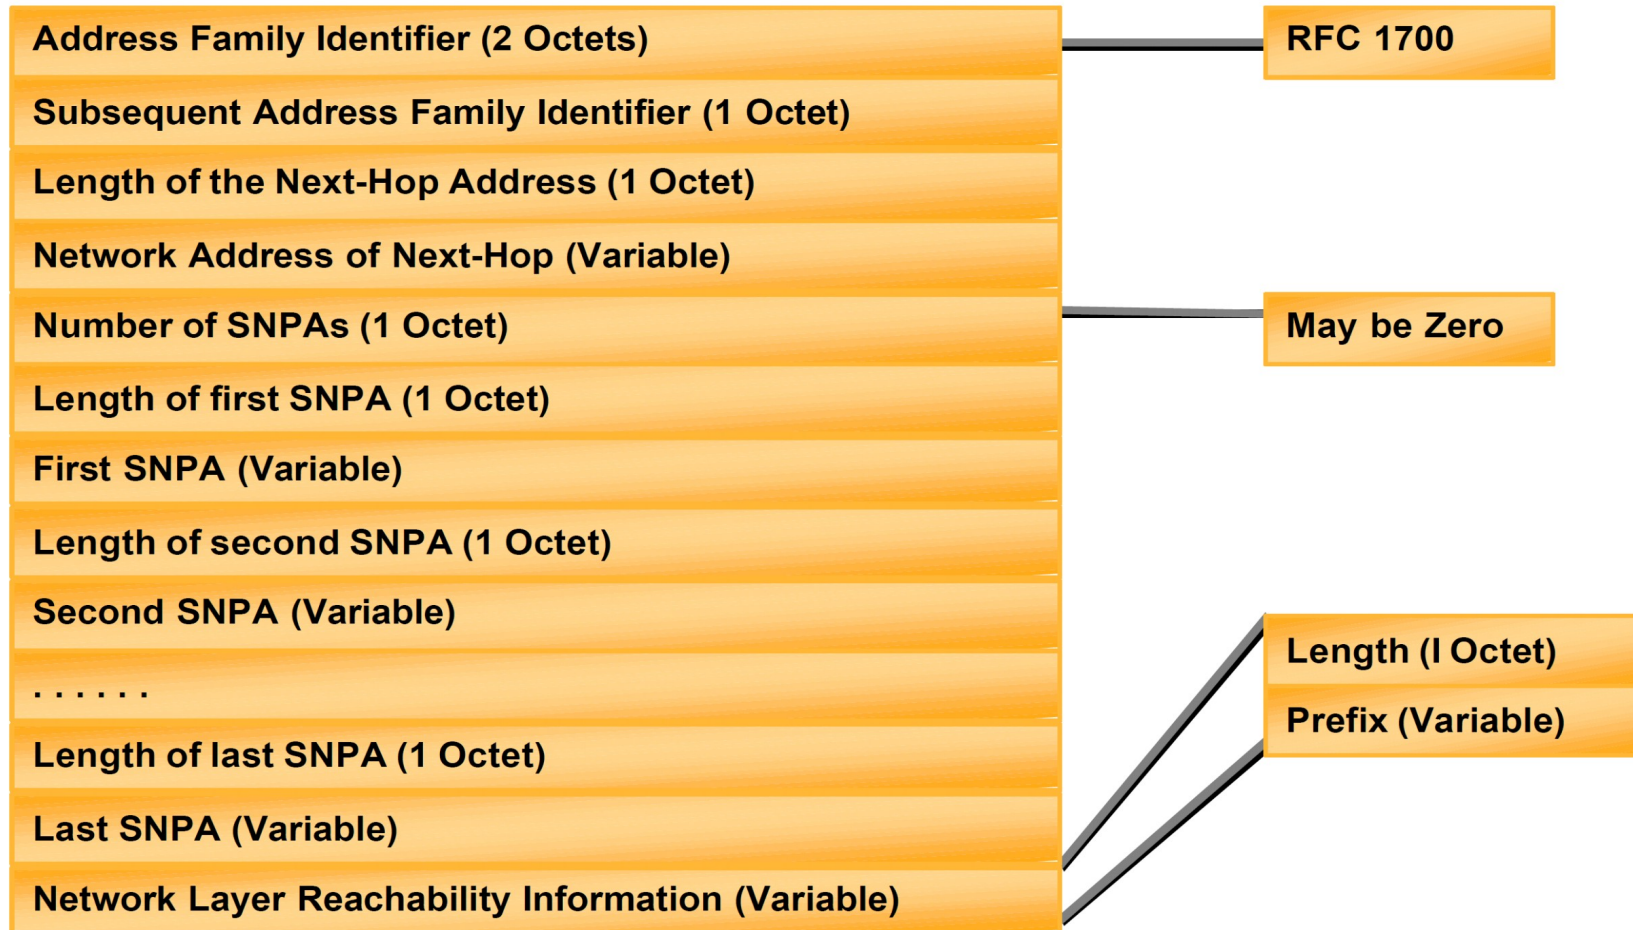 Address Family Identifier (2 Octets)
RFC 1700
Subsequent Address Family Identifier (1 Octet)
Length of the Next-Hop Address (1 Octet)
Network Address of Next-Hop (Variable)
Number of SNPAs (1 Octet)
May be Zero
Length of first SNPA (1 Octet)
First SNPA (Variable)
Length of second SNPA (1 Octet)
Second SNPA (Variable)
. . . . . .
Length of last SNPA (1 Octet)
Last SNPA (Variable)
Network Layer Reachability Information (Variable)
Length (I Octet)
Prefix (Variable)